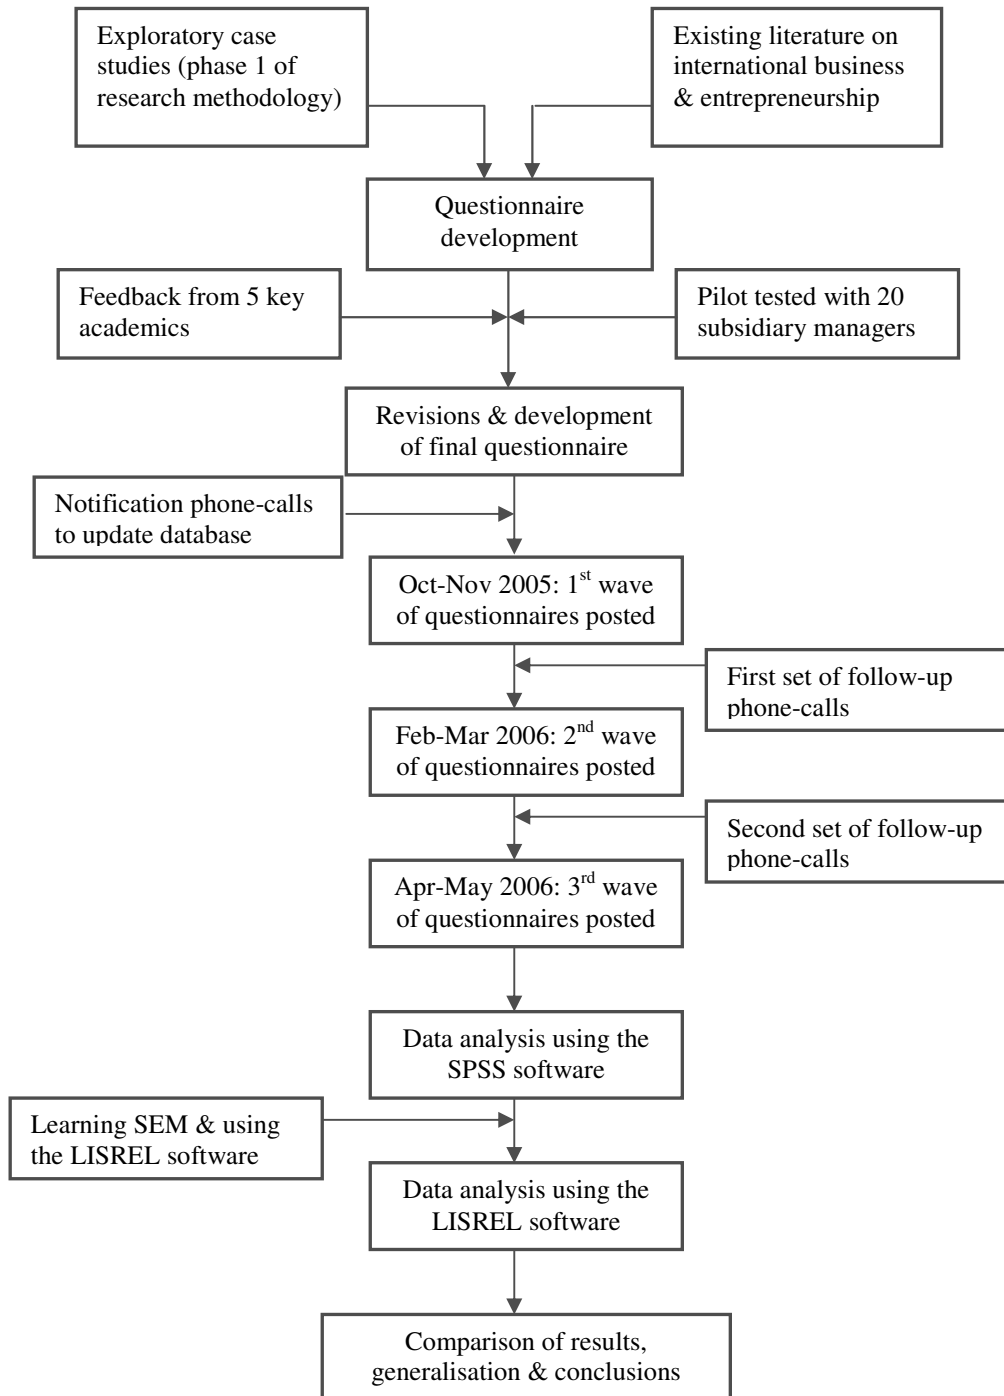 Exploratory case
studies (phase 1 of
research methodology)
Existing literature on
international business
& entrepreneurship
Questionnaire
development
Feedback from 5 key
academics
Pilot tested with 20
subsidiary managers
Revisions & development
of final questionnaire
Notification phone-calls
to update database
Oct-Nov 2005: 1st wave
of questionnaires posted
First set of follow-up
phone-calls
Feb-Mar 2006: 2nd wave
of questionnaires posted
Second set of follow-up
phone-calls
Apr-May 2006: 3rd wave
of questionnaires posted
Data analysis using the
SPSS software
Learning SEM & using
the LISREL software
Data analysis using the
LISREL software
Comparison of results,
generalisation & conclusions